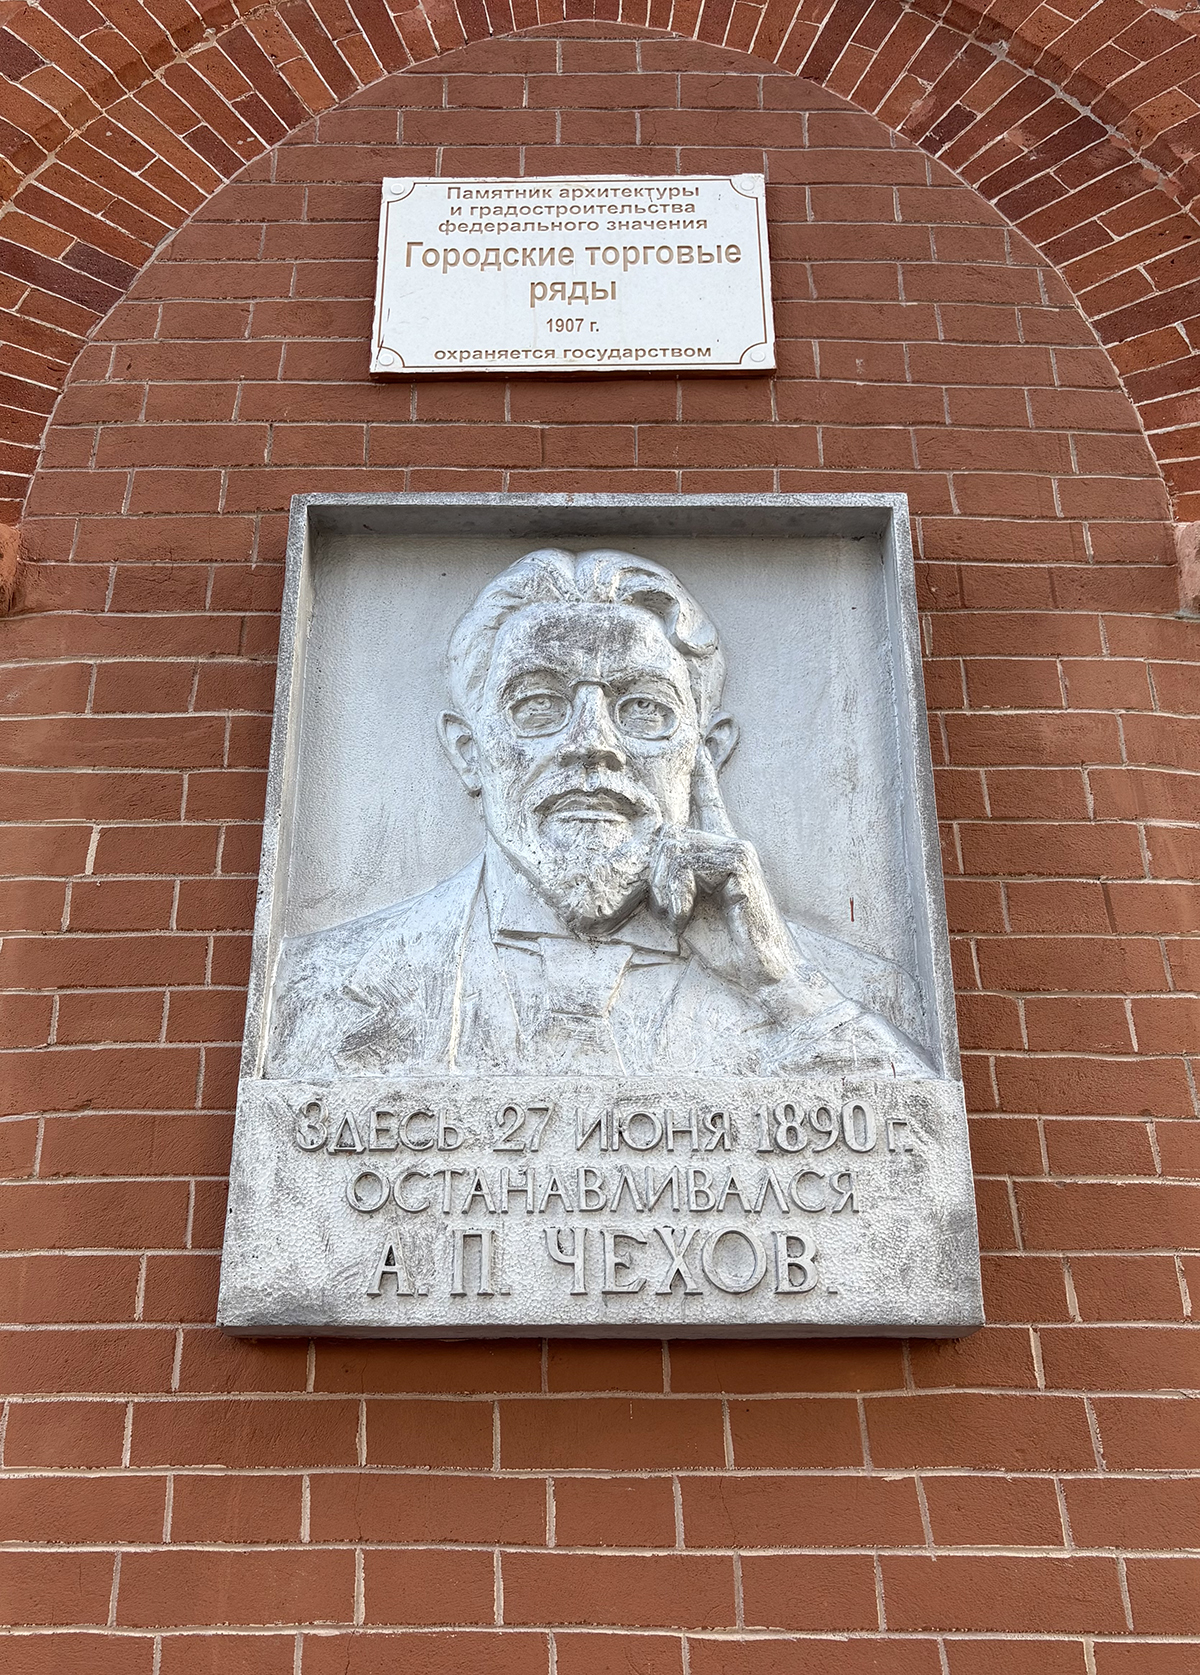 Памятник архитектуры
и градостроительства
федерального значения
Городские торговые
ряды
1907 г.
охраняется государством
Здесь 27 июня 1890 г.
останавливался
А. П. Чехов.